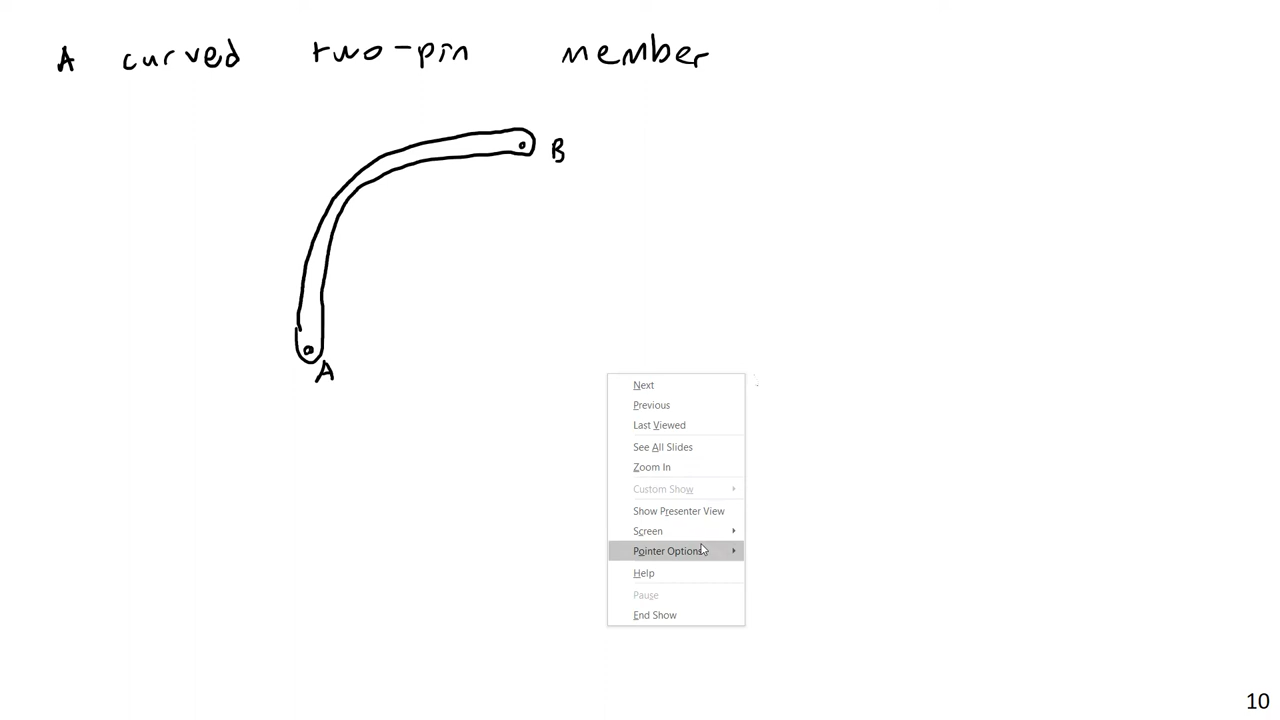 A curved two-pin member
B
A
Next
Previous
Last Viewed
See All Slides
Zoom In
Custom Show
Show Presenter View
Screen
Pointer Options
Help
Pause
End Show
10